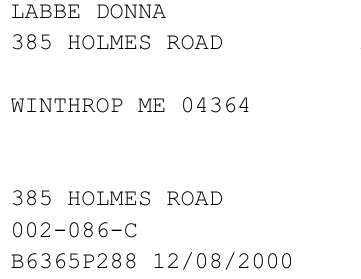 LABBE DONNA
385 HOLMES ROAD
WINTHROP ME 04364
385 HOLMES ROAD
002-086-C
B6365P288 12/08/2000